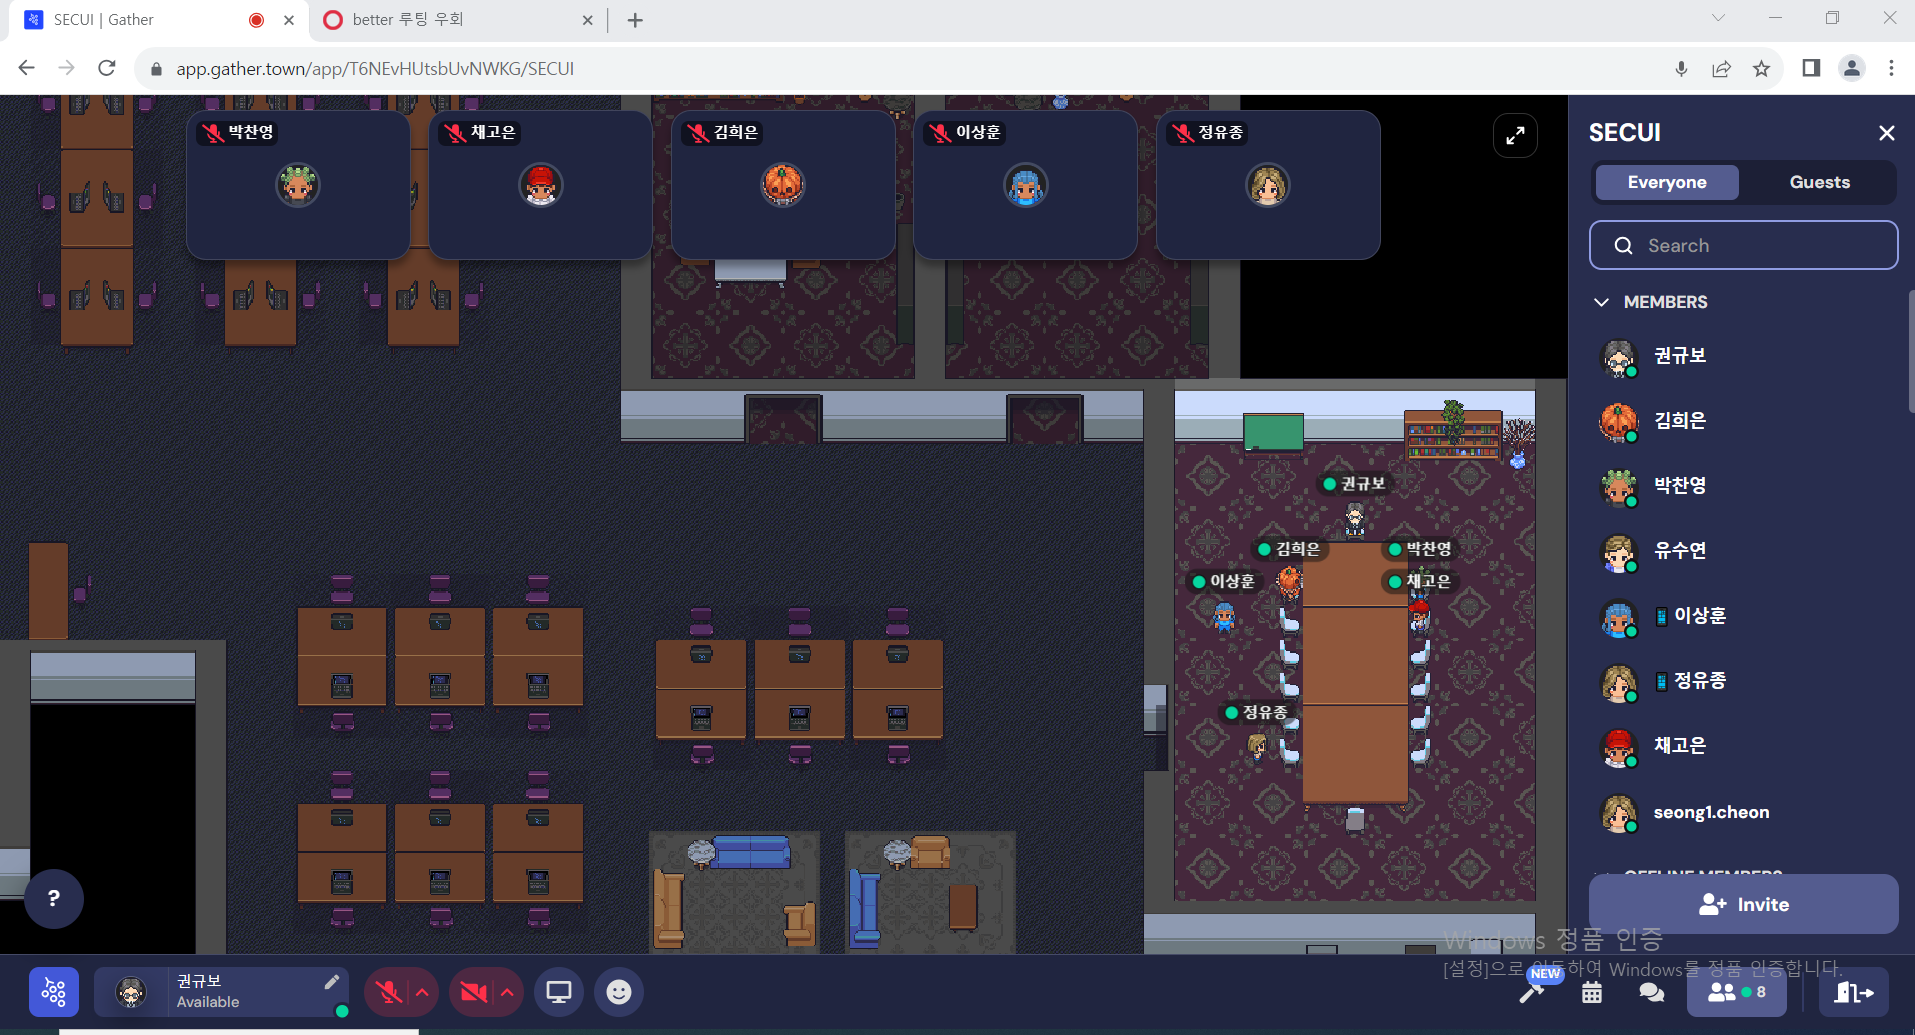 SECUI | Gather
better 루팅 우회
app.gather.town/app/T6NEvHUtsbUvNWKG/SECUI
박찬영
채고은
김희은
이상훈
정유종
SECUI
Everyone
Guests
Search
MEMBERS
권규보
김희은
박찬영
유수연
이상훈
정유종
채고은
seong1.cheon
OFFLINE MEMBERS
Invite
권규보
김희은
박찬영
이상훈
채고은
정유종
?
Windows 정품 인증
[설정]으로 이동하여 Windows를 정품 인증합니다.
권규보
Available
NEW
8